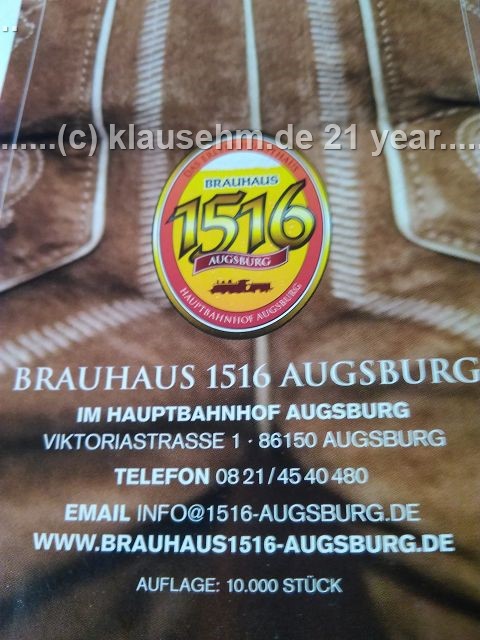 ......(c) klausehm.de 21 year......
BRAUHAUS
1516
AUGSBURG
HAUPTBAHNHOF AUGSBURG
BRAUHAUS 1516 AUGSBURG
IM HAUPTBAHNHOF AUGSBURG
VIKTORIASTRASSE 1 · 86150 AUGSBURG
TELEFON 08 21/45 40 480
EMAIL INFO@1516-AUGSBURG.DE
WWW.BRAUHAUS1516-AUGSBURG.DE
AUFLAGE: 10.000 STÜCK